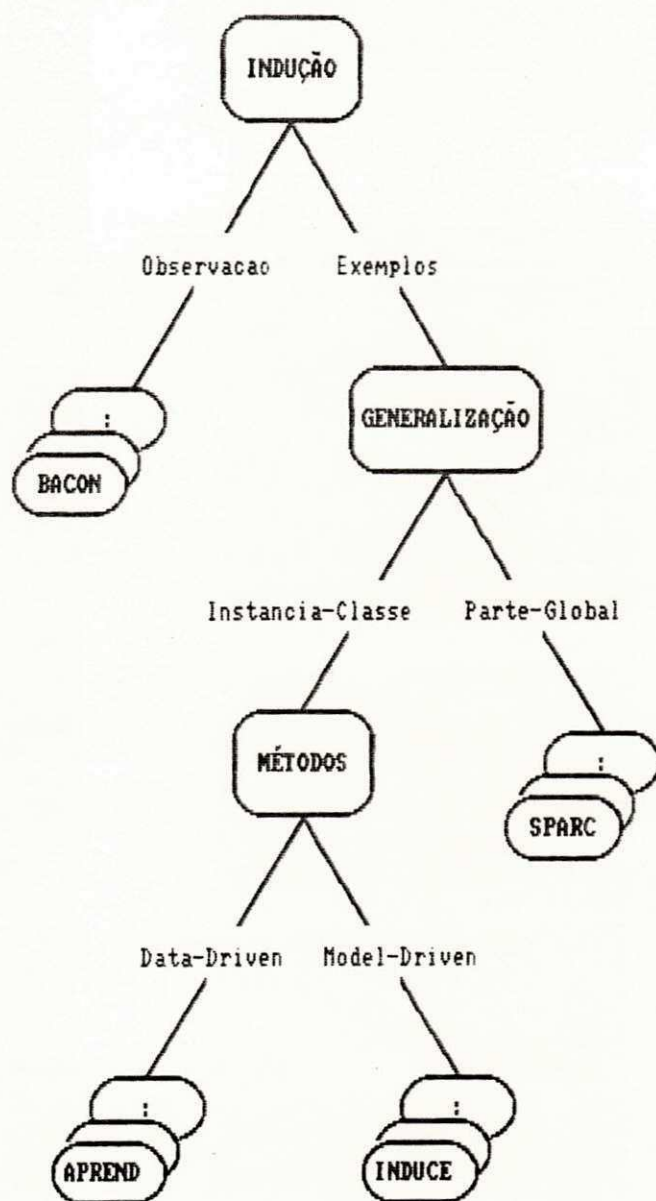 INDUÇÃO
Observacao Exemplos
:
BACON
GENERALIZAÇÃO
Instancia-Classe Parte-Global
MÉTODOS
:
SPARC
Data-Driven Model-Driven
:
APREND
:
INDUCE